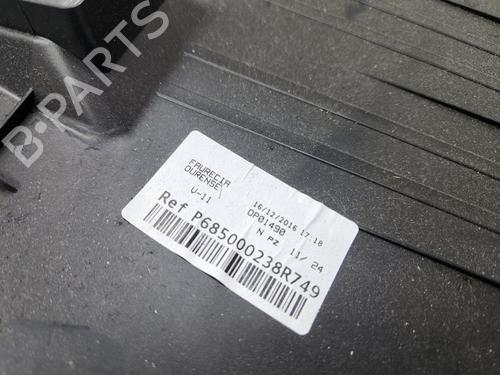 B-PARTS
FAURECIA
OURENSE
V-11
16/12/2016 17:18
OP01490
N PZ 11/ 24
Ref P685000238R749